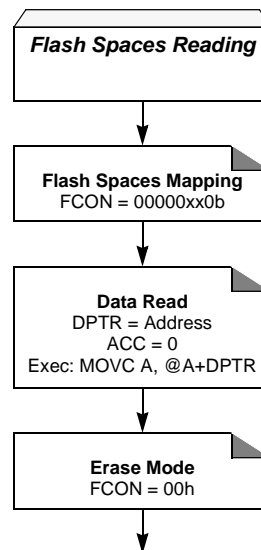 Flash Spaces Reading
Flash Spaces Mapping
FCON = 00000xx0b
Data Read
DPTR = Address
ACC = 0
Exec: MOVC A, @A+DPTR
Erase Mode
FCON = 00h